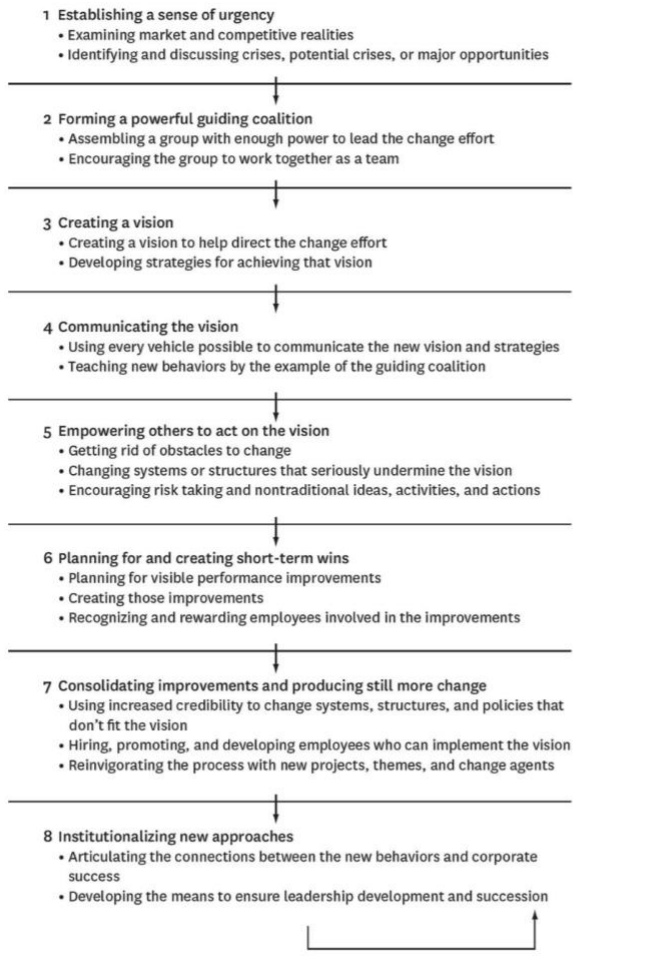 1 Establishing a sense of urgency
• Examining market and competitive realities
• Identifying and discussing crises, potential crises, or major opportunities
2 Forming a powerful guiding coalition
• Assembling a group with enough power to lead the change effort
• Encouraging the group to work together as a team
3 Creating a vision
• Creating a vision to help direct the change effort
• Developing strategies for achieving that vision
4 Communicating the vision
• Using every vehicle possible to communicate the new vision and strategies
• Teaching new behaviors by the example of the guiding coalition
5 Empowering others to act on the vision
• Getting rid of obstacles to change
• Changing systems or structures that seriously undermine the vision
• Encouraging risk taking and nontraditional ideas, activities, and actions
6 Planning for and creating short-term wins
• Planning for visible performance improvements
• Creating those improvements
• Recognizing and rewarding employees involved in the improvements
7 Consolidating improvements and producing still more change
• Using increased credibility to change systems, structures, and policies that
don't fit the vision
• Hiring, promoting, and developing employees who can implement the vision
• Reinvigorating the process with new projects, themes, and change agents
8 Institutionalizing new approaches
• Articulating the connections between the new behaviors and corporate
success
• Developing the means to ensure leadership development and succession